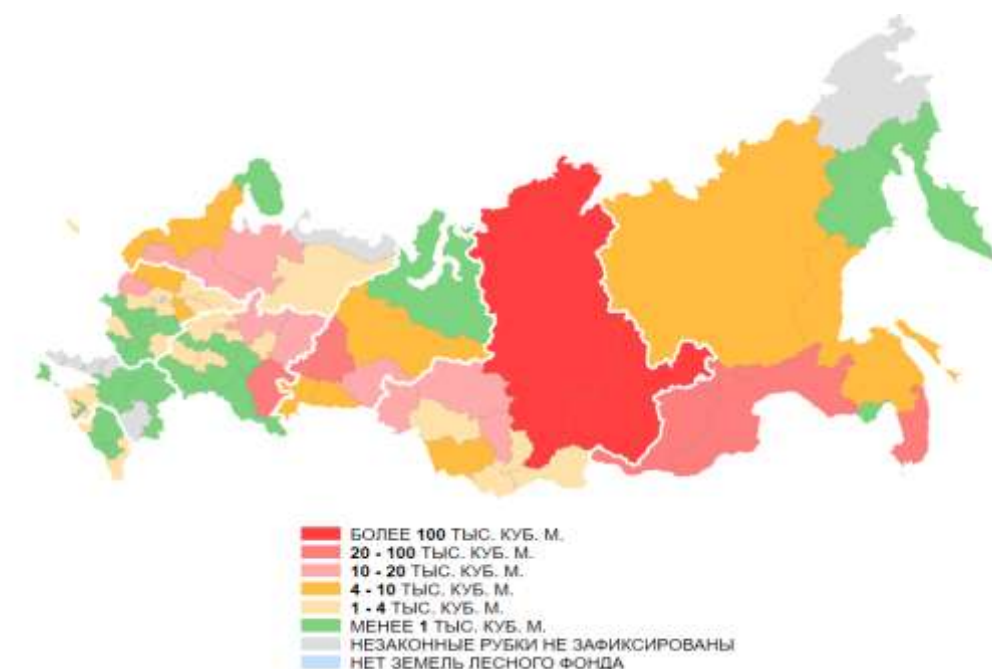 БОЛЕЕ 100 ТЫС. КУБ. М.
20 - 100 ТЫС. КУБ. М.
10 - 20 ТЫС. КУБ. М.
4 - 10 ТЫС. КУБ. М.
1 - 4 ТЫС. КУБ. М.
МЕНЕЕ 1 ТЫС. КУБ. М.
НЕЗАКОННЫЕ РУБКИ НЕ ЗАФИКСИРОВАНЫ
НЕТ ЗЕМЕЛЬ ЛЕСНОГО ФОНДА